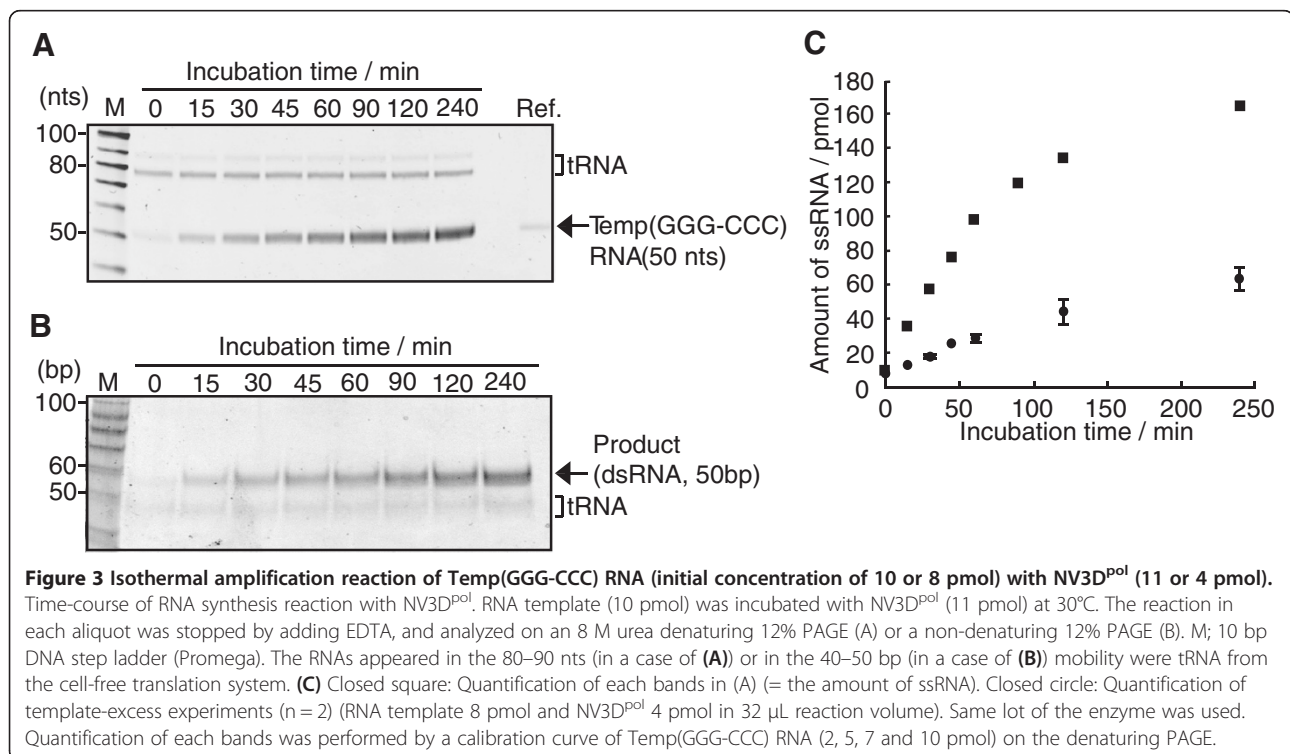 A
Incubation time / min
(nts) M 0 15 30 45 60 90 120 240 Ref.
100
80
tRNA
50
Temp(GGG-CCC)
RNA(50 nts)
B
Incubation time / min
(bp) M 0 15 30 45 60 90 120 240
100
60
Product
(dsRNA, 50bp)
50
tRNA
C
Amount of ssRNA / pmol
180
160
140
120
100
80
60
40
20
0
0 50 100 150 200 250
Incubation time / min
Figure 3 Isothermal amplification reaction of Temp(GGG-CCC) RNA (initial concentration of 10 or 8 pmol) with NV3Dpol (11 or 4 pmol).
Time-course of RNA synthesis reaction with NV3Dpol. RNA template (10 pmol) was incubated with NV3Dpol (11 pmol) at 30°C. The reaction in
each aliquot was stopped by adding EDTA, and analyzed on an 8 M urea denaturing 12% PAGE (A) or a non-denaturing 12% PAGE (B). M; 10 bp
DNA step ladder (Promega). The RNAs appeared in the 80–90 nts (in a case of (A)) or in the 40–50 bp (in a case of (B)) mobility were tRNA from
the cell-free translation system. (C) Closed square: Quantification of each bands in (A) (= the amount of ssRNA). Closed circle: Quantification of
template-excess experiments (n = 2) (RNA template 8 pmol and NV3Dpol 4 pmol in 32 μL reaction volume). Same lot of the enzyme was used.
Quantification of each bands was performed by a calibration curve of Temp(GGG-CCC) RNA (2, 5, 7 and 10 pmol) on the denaturing PAGE.